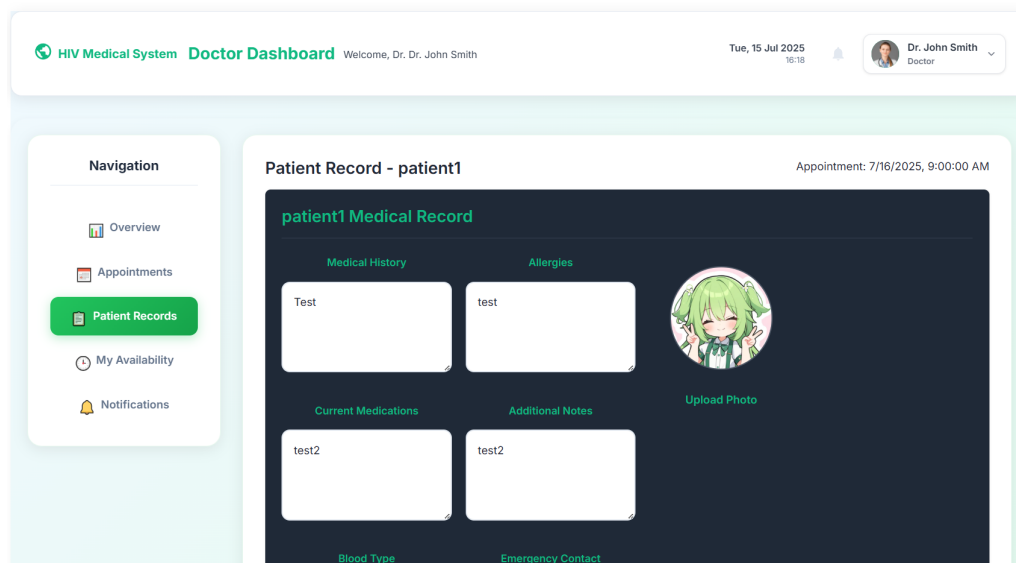 HIV Medical System Doctor Dashboard Welcome, Dr. Dr. John Smith
Tue, 15 Jul 2025
16:18
Dr. John Smith
Doctor
Navigation
Overview
Appointments
Patient Records
My Availability
Notifications
Patient Record - patient1
Appointment: 7/16/2025, 9:00:00 AM
patient1 Medical Record
Medical History
Allergies
Test
test
Upload Photo
Current Medications
Additional Notes
test2
test2
Blood Type
Emergency Contact